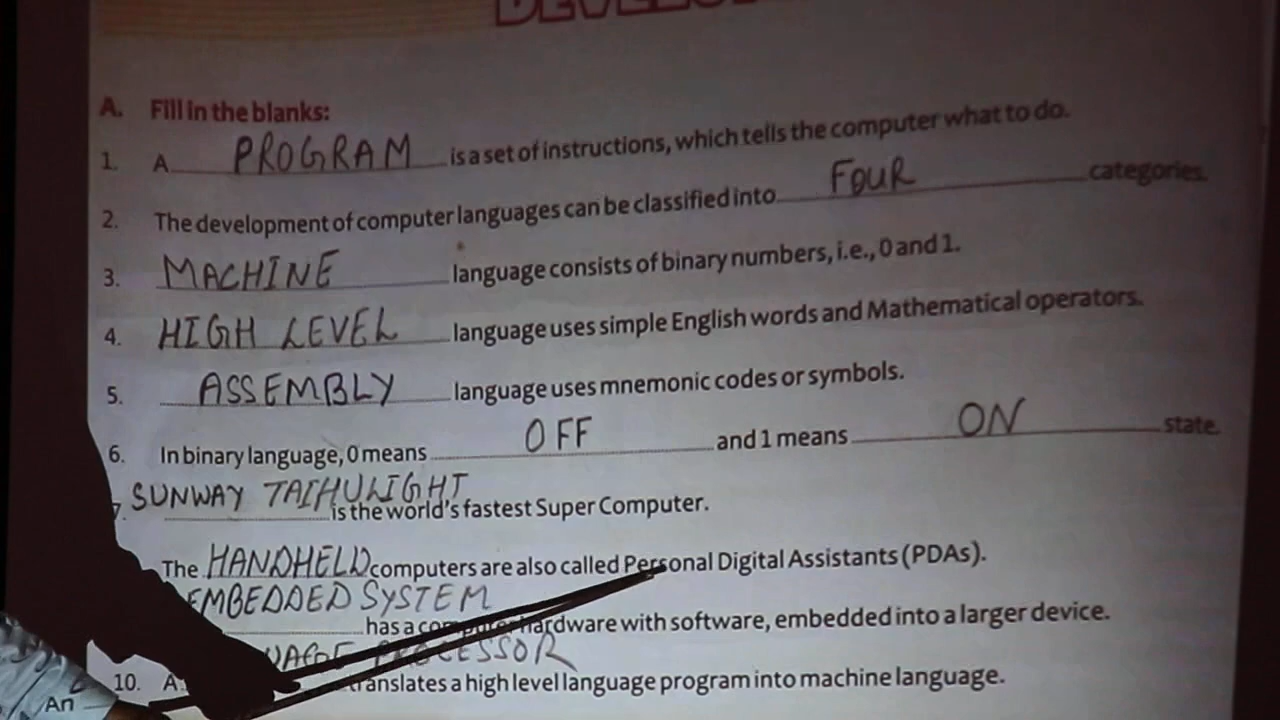 A. Fill in the blanks:
1. A PROGRAM is a set of instructions, which tells the computer what to do.
2. The development of computer languages can be classified into FOUR categories.
3. MACHINE language consists of binary numbers, i.e., 0 and 1.
4. HIGH LEVEL language uses simple English words and Mathematical operators.
5. ASSEMBLY language uses mnemonic codes or symbols.
6. In binary language, 0 means OFF and 1 means ON state.
7. SUNWAY TAIHULIGHT is the world's fastest Super Computer.
The HANDHELD computers are also called Personal Digital Assistants (PDAs).
EMBEDDED SYSTEM
has a computer hardware with software, embedded into a larger device.
PROCESSOR
10. A translates a high level language program into machine language.
An